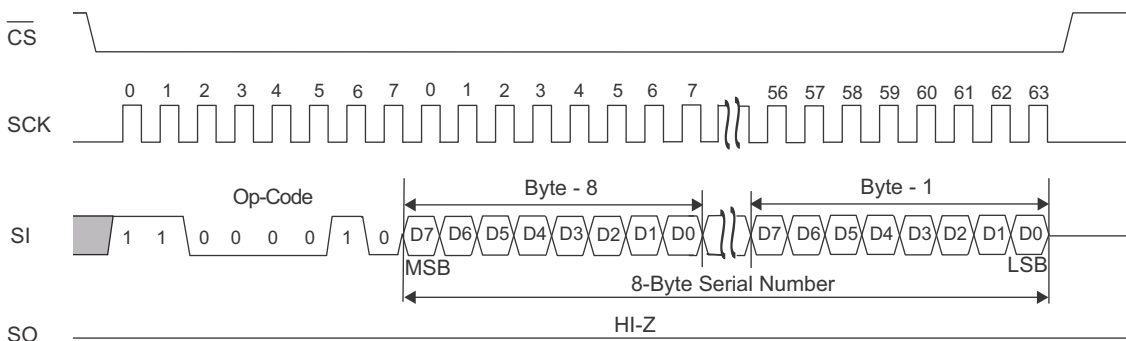 CS
0 1 2 3 4 5 6 7 0 1 2 3 4 5 6 7 56 57 58 59 60 61 62 63
SCK
Op-Code Byte - 8 Byte - 1
SI 1 1 0 0 0 0 1 0 D7 D6 D5 D4 D3 D2 D1 D0 D7 D6 D5 D4 D3 D2 D1 D0
MSB LSB
8-Byte Serial Number
HI-Z
SO